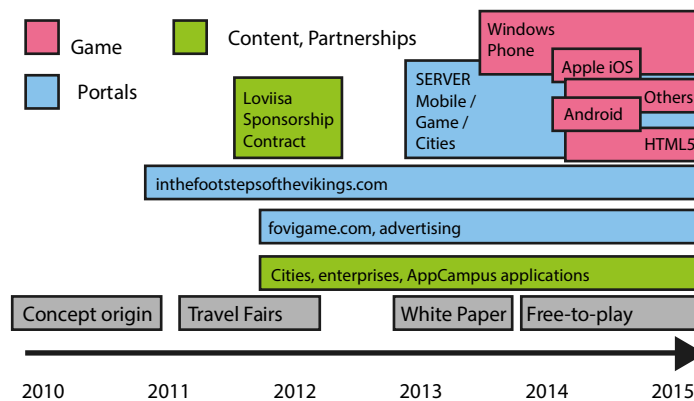 Game
Content, Partnerships
Portals
Windows
Phone
Apple iOS
Others
Android
HTML5
SERVER
Mobile /
Game /
Cities
Loviisa
Sponsorship
Contract
inthefootstepsofthevikings.com
fovigame.com, advertising
Cities, enterprises, AppCampus applications
Concept origin
Travel Fairs
White Paper
Free-to-play
2010
2011
2012
2013
2014
2015